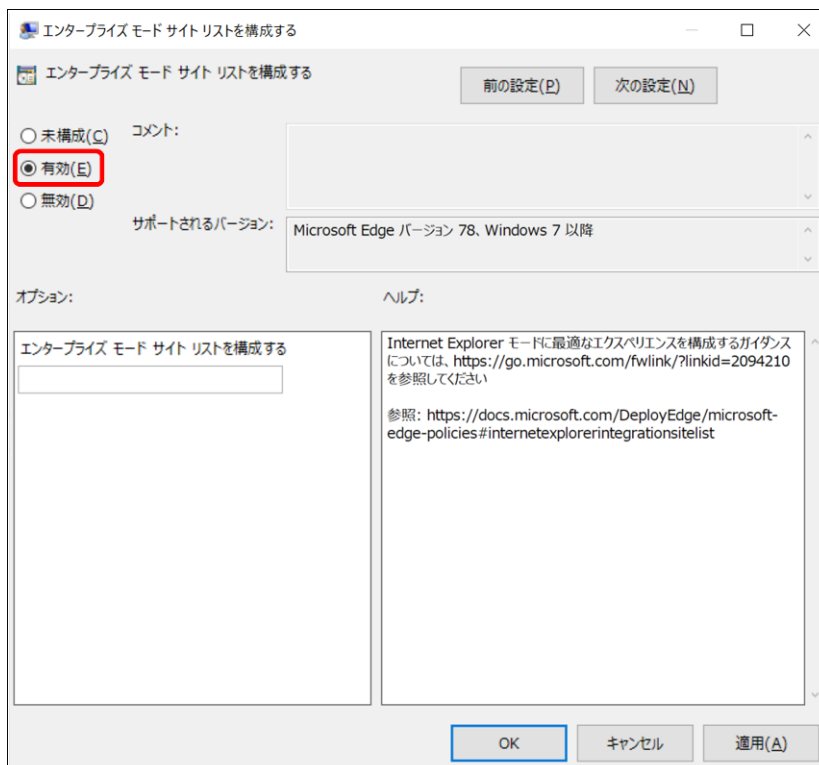 エンタープライズ モード サイト リストを構成する
エンタープライズ モード サイト リストを構成する
前の設定(P)
次の設定(N)
未構成(C)
コメント:
有効(E)
無効(D)
サポートされるバージョン:
Microsoft Edge バージョン 78、Windows 7 以降
オプション:
ヘルプ:
エンタープライズ モード サイト リストを構成する
Internet Explorer モードに最適なエクスペリエンスを構成するガイダンス
については、https://go.microsoft.com/fwlink/?linkid=2094210
を参照してください
参照: https://docs.microsoft.com/DeployEdge/microsoft-
edge-policies#internetexplorerintegrationsitelist
OK
キャンセル
適用(A)